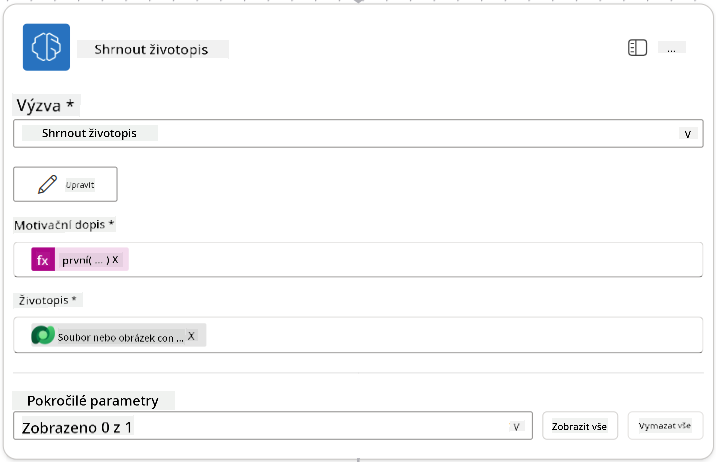 Shrnout životopis
...
Výzva *
Shrnout životopis
Upravit
Motivační dopis *
fx první( ... ) X
Životopis *
Soubor nebo obrázek con ... X
Pokročilé parametry
Zobrazeno 0 z 1
Zobrazit vše
Vymazat vše